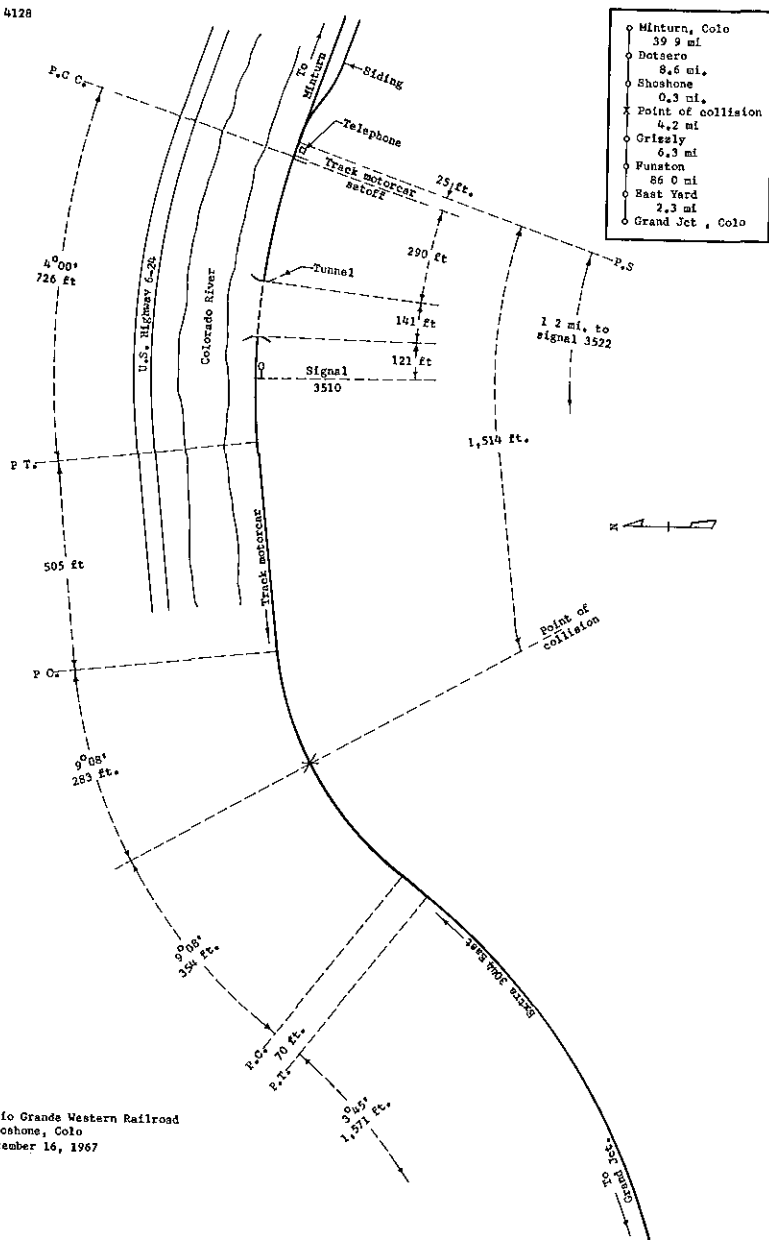 4128
Minturn, Colo
39 9 mi
Dotsero
8.6 mi.
Shoshone
0.3 mi.
Point of collision
4.2 mi
Grizzly
6.3 mi
Funston
86 0 mi
East Yard
2.3 mi
Grand Jct , Colo
P.C C.
To
Minturn
Siding
Telephone
Track motorcar
setoff
25 ft.
P.S
290 ft
4°00'
726 ft
U.S. Highway 6-24
Colorado River
Tunnel
141 ft
121 ft
1 2 mi. to
signal 3522
Signal
3510
1,514 ft.
P T.
505 ft
Track motorcar
N
Point of
collision
P C.
9°08'
283 ft.
9°08'
354 ft.
Extra 3044 East
P.C.
70 ft.
P.T.
3°45'
1,571 ft.
To
Grand Jct.
io Grande Western Railroad
oshone, Colo
ember 16, 1967